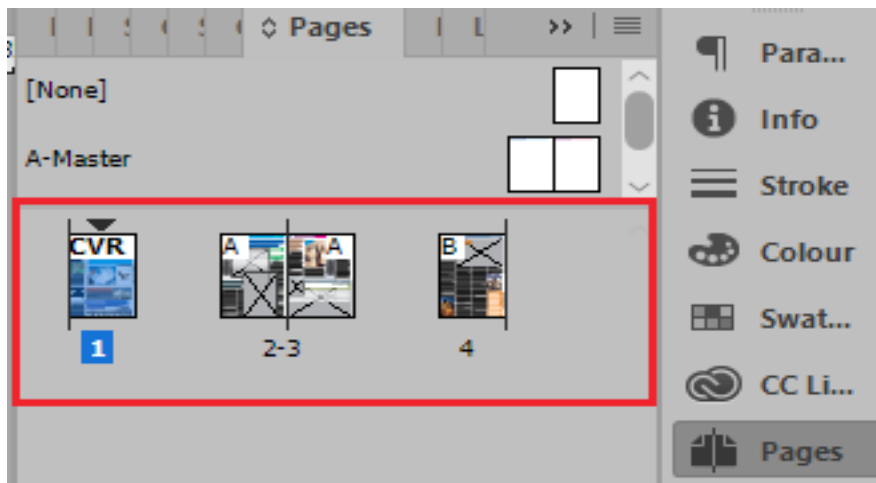 Pages
[None]
A-Master
CVR
A A
B
1
2-3
4
Para...
Info
Stroke
Colour
Swat...
CC Li...
Pages